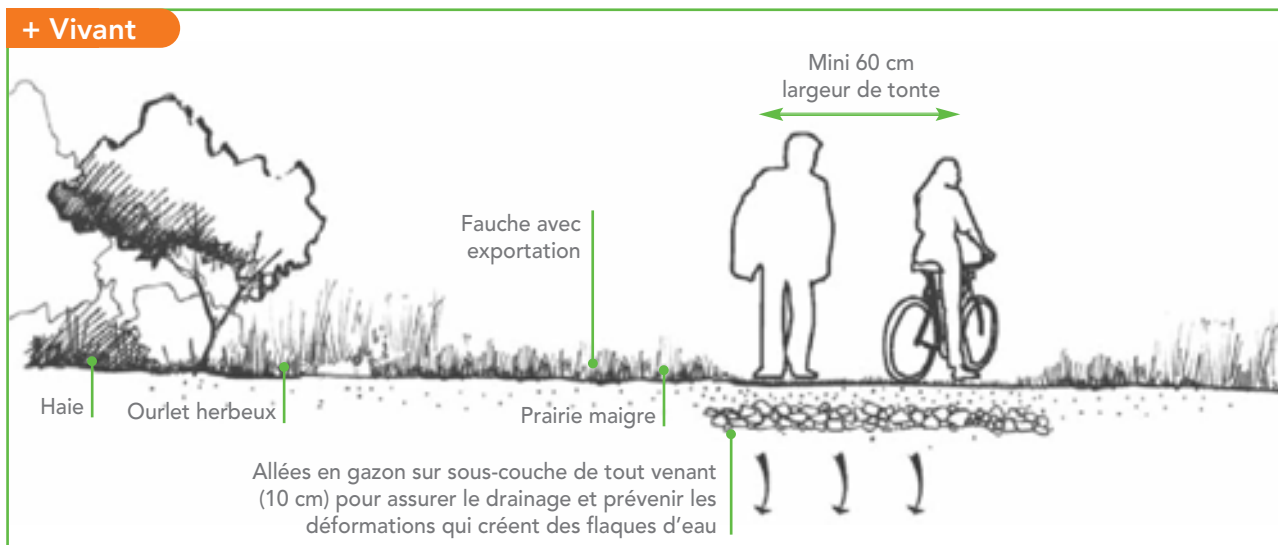 + Vivant
Mini 60 cm
largeur de tonte
Fauche avec
exportation
Haie
Ourlet herbeux
Prairie maigre
Allées en gazon sur sous-couche de tout venant
(10 cm) pour assurer le drainage et prévenir les
déformations qui créent des flaques d'eau